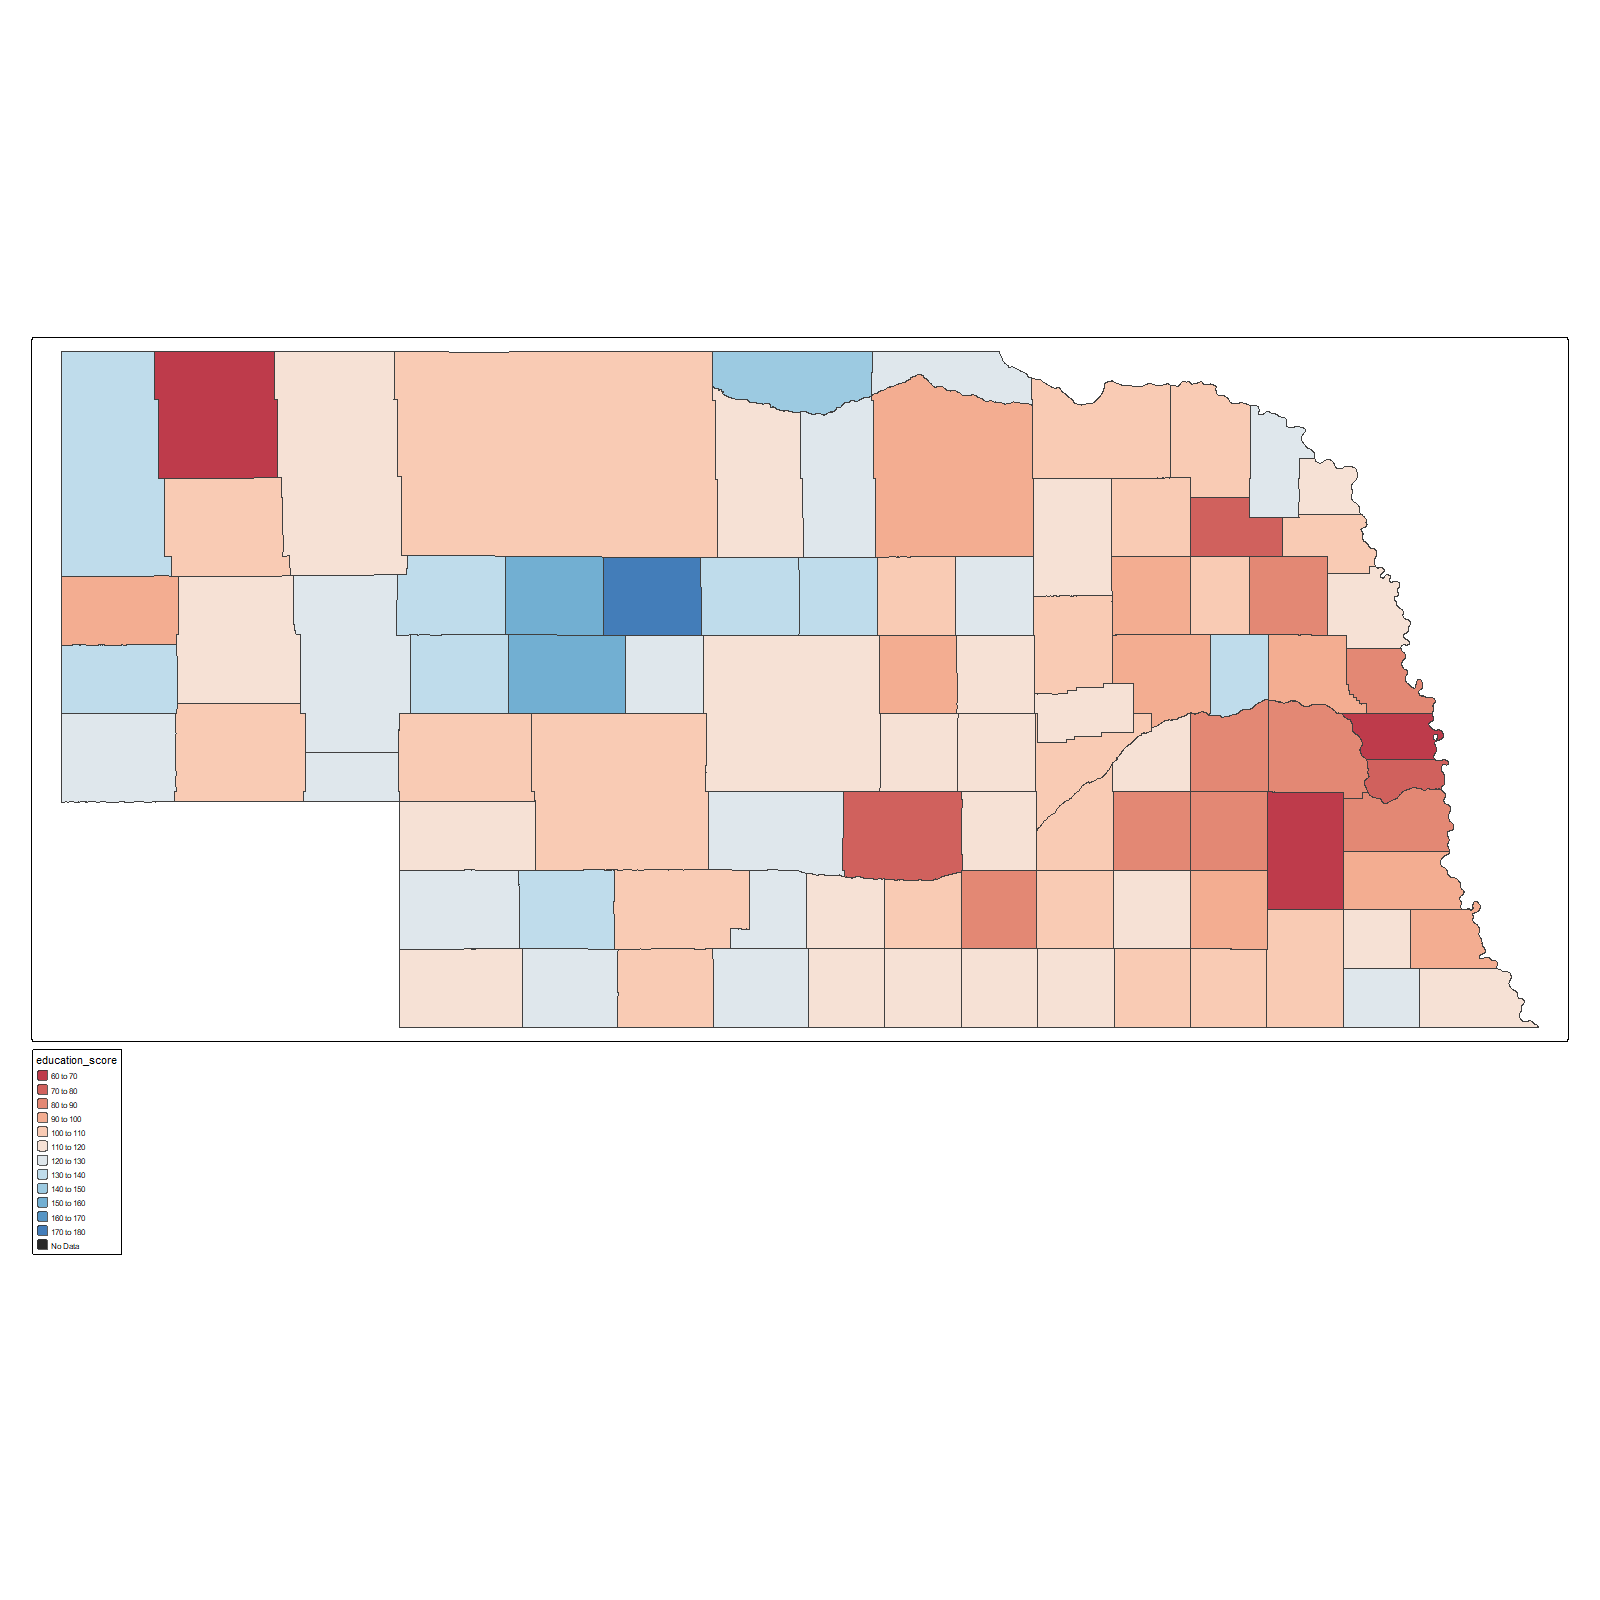 education_score
60 to 70
70 to 80
80 to 90
90 to 100
100 to 110
110 to 120
120 to 130
130 to 140
140 to 150
150 to 160
160 to 170
170 to 180
No Data